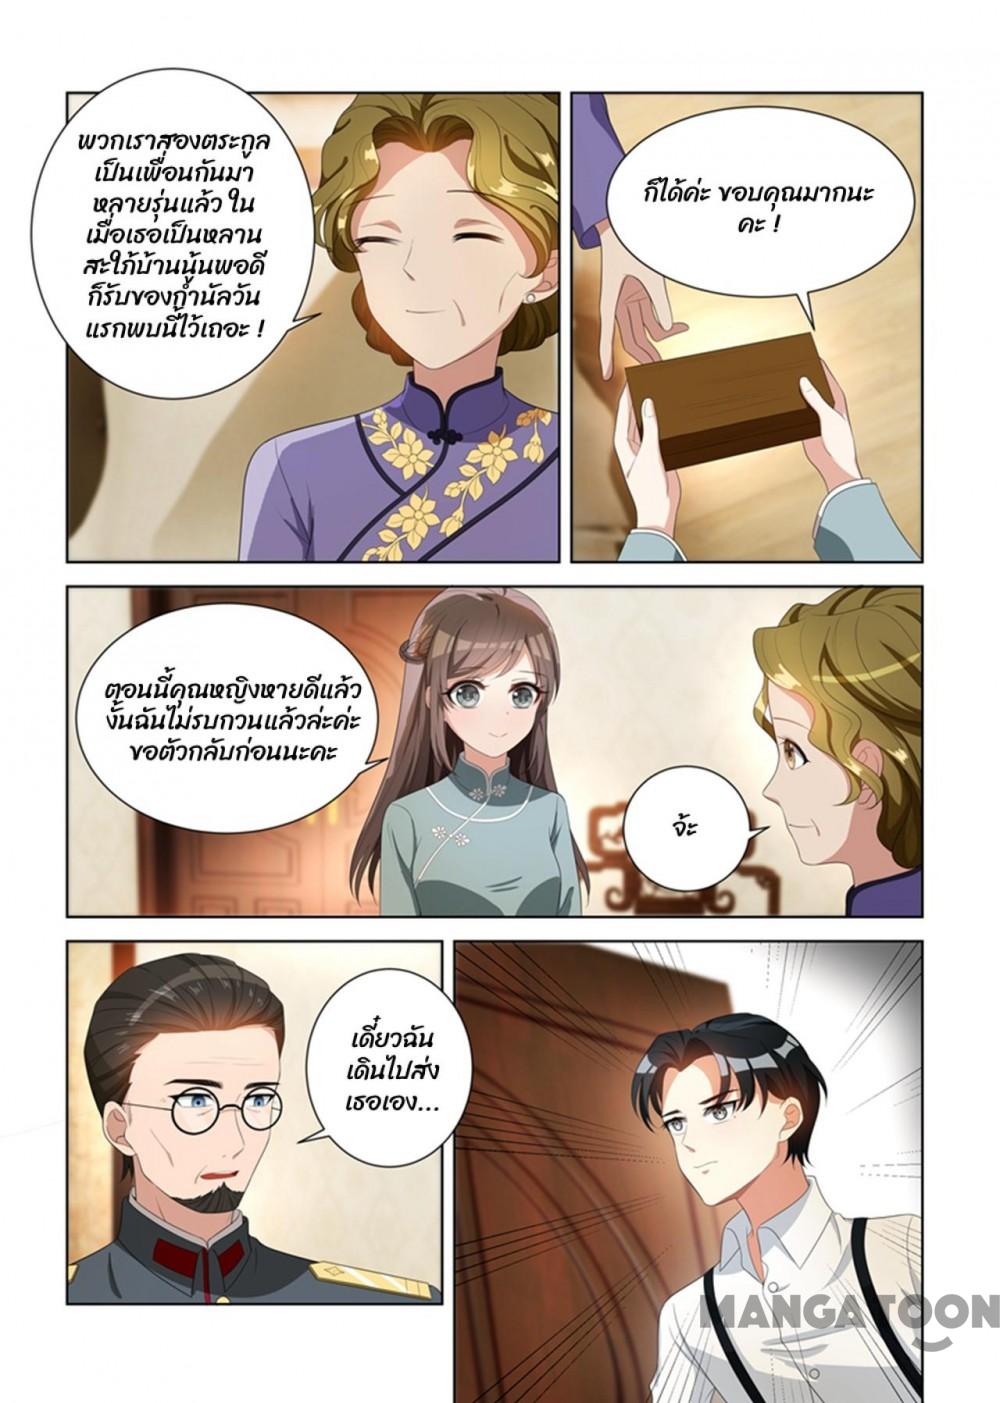 พวกเราสองตระกูล
เป็นเพื่อนกันมา
หลายรุ่นแล้ว ใน
เมื่อเธอเป็นหลาน
สะใภ้บ้านนู้นพอดี
ก็รับของกำนัลวัน
แรกพบนี้ไว้เถอะ !
ก็ได้ค่ะ ขอบคุณมากนะ
คะ !
ตอนนี้คุณหญิงหายดีแล้ว
งั้นฉันไม่รบกวนแล้วล่ะค่ะ
ขอตัวกลับก่อนนะคะ
จ้ะ
เดี๋ยวฉัน
เดินไปส่ง
เธอเอง...
MANGATOON